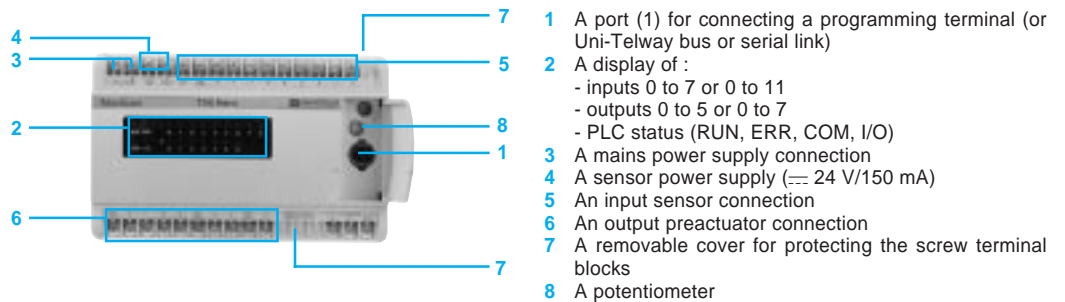 7
4
3
5
2
8
1
6
7
1 A port (1) for connecting a programming terminal (or
Uni-Telway bus or serial link)
2 A display of :
- inputs 0 to 7 or 0 to 11
- outputs 0 to 5 or 0 to 7
- PLC status (RUN, ERR, COM, I/O)
3 A mains power supply connection
4 A sensor power supply (⎓ 24 V/150 mA)
5 An input sensor connection
6 An output preactuator connection
7 A removable cover for protecting the screw terminal
blocks
8 A potentiometer